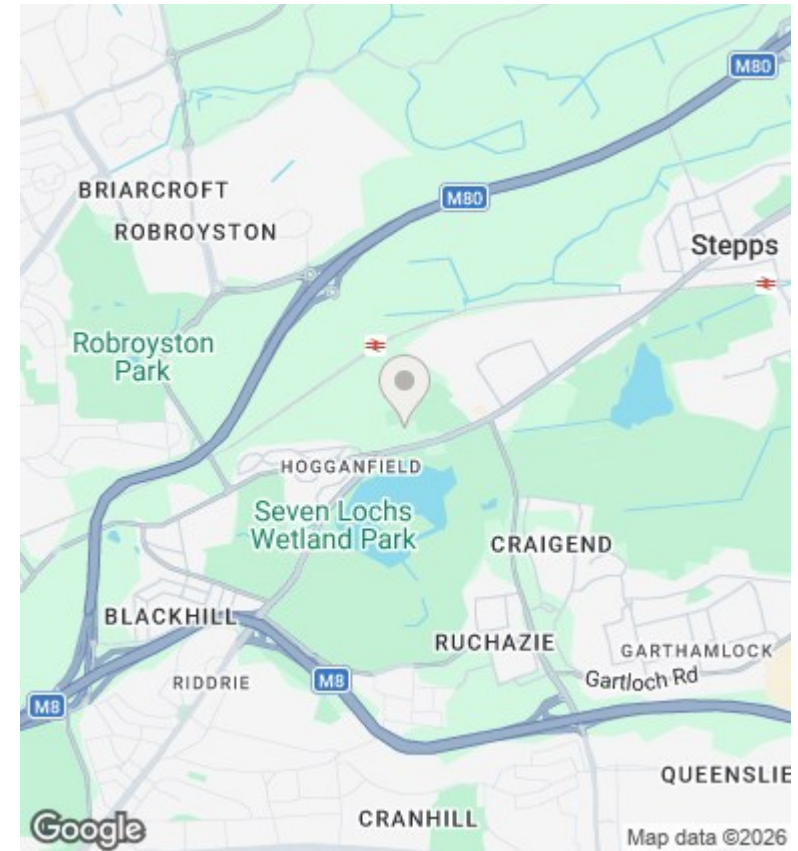 M80
BRIARCROFT
M80
ROBROYSTON
Stepps
Robroyston
Park
HOGGANFIELD
Seven Lochs
Wetland Park
CRAIGEND
BLACKHILL
RUCHAZIE
GARTHAMLOCK
RIDDRIE
M8
Gartloch Rd
M8
QUEENSLIE
CRANHILL
Google
Map data ©2026